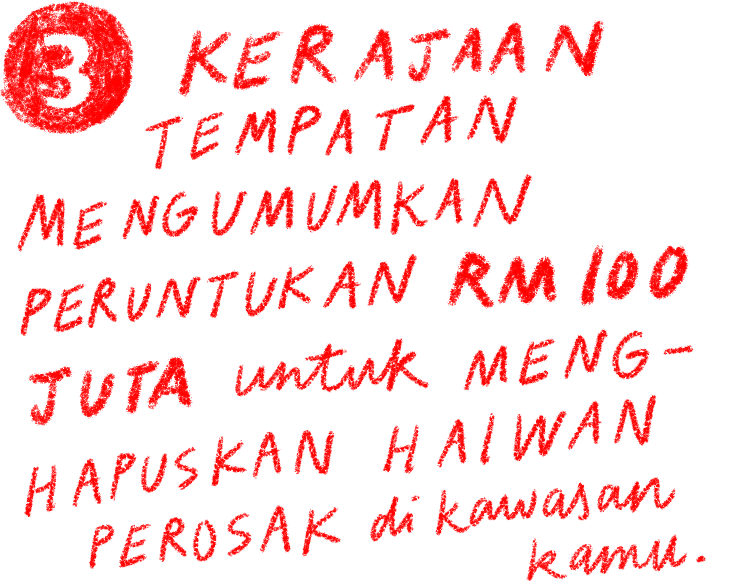 3 KERAJAAN
TEMPATAN
MENGUMUMKAN
PERUNTUKAN RM100
JUTA untuk MENG-
HAPUSKAN HAIWAN
PEROSAK di kawasan
kamu.